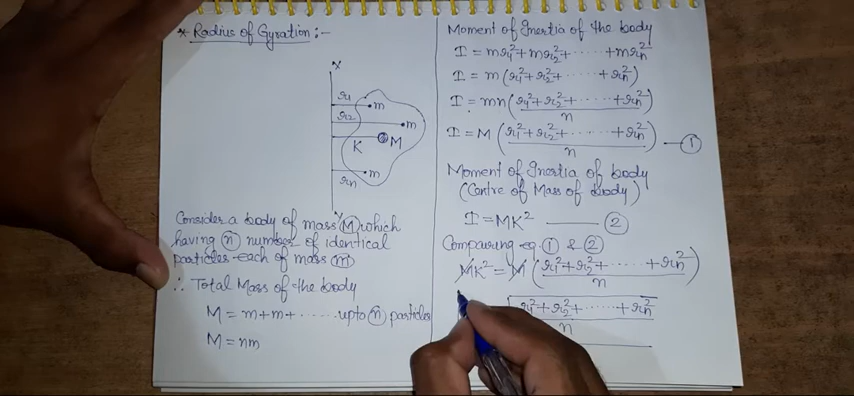 * Radius of Gyration :-
X
r1
m
r2
m
K
M
rn
m
Y
Consider a body of mass M which
having n number of identical
particles each of mass m
∴ Total Mass of the body
M = m+m+ ...... upto n particles
M = nm
Moment of Inertia of the body
I = mr1²+mr2²+ ...... +mrn²
I = m(r1²+r2²+ ...... +rn²)
I = mn(r1²+r2²+ ...... +rn²)
n
I = M (r1²+r2²+ ...... +rn²) —— 1
n
Moment of Inertia of body
(Centre of Mass of body)
I = MK² —— 2
Comparing eq. 1 & 2
MK² = M (r1²+r2²+ ...... +rn²)
n
r1²+r2²+ ...... +rn²
n